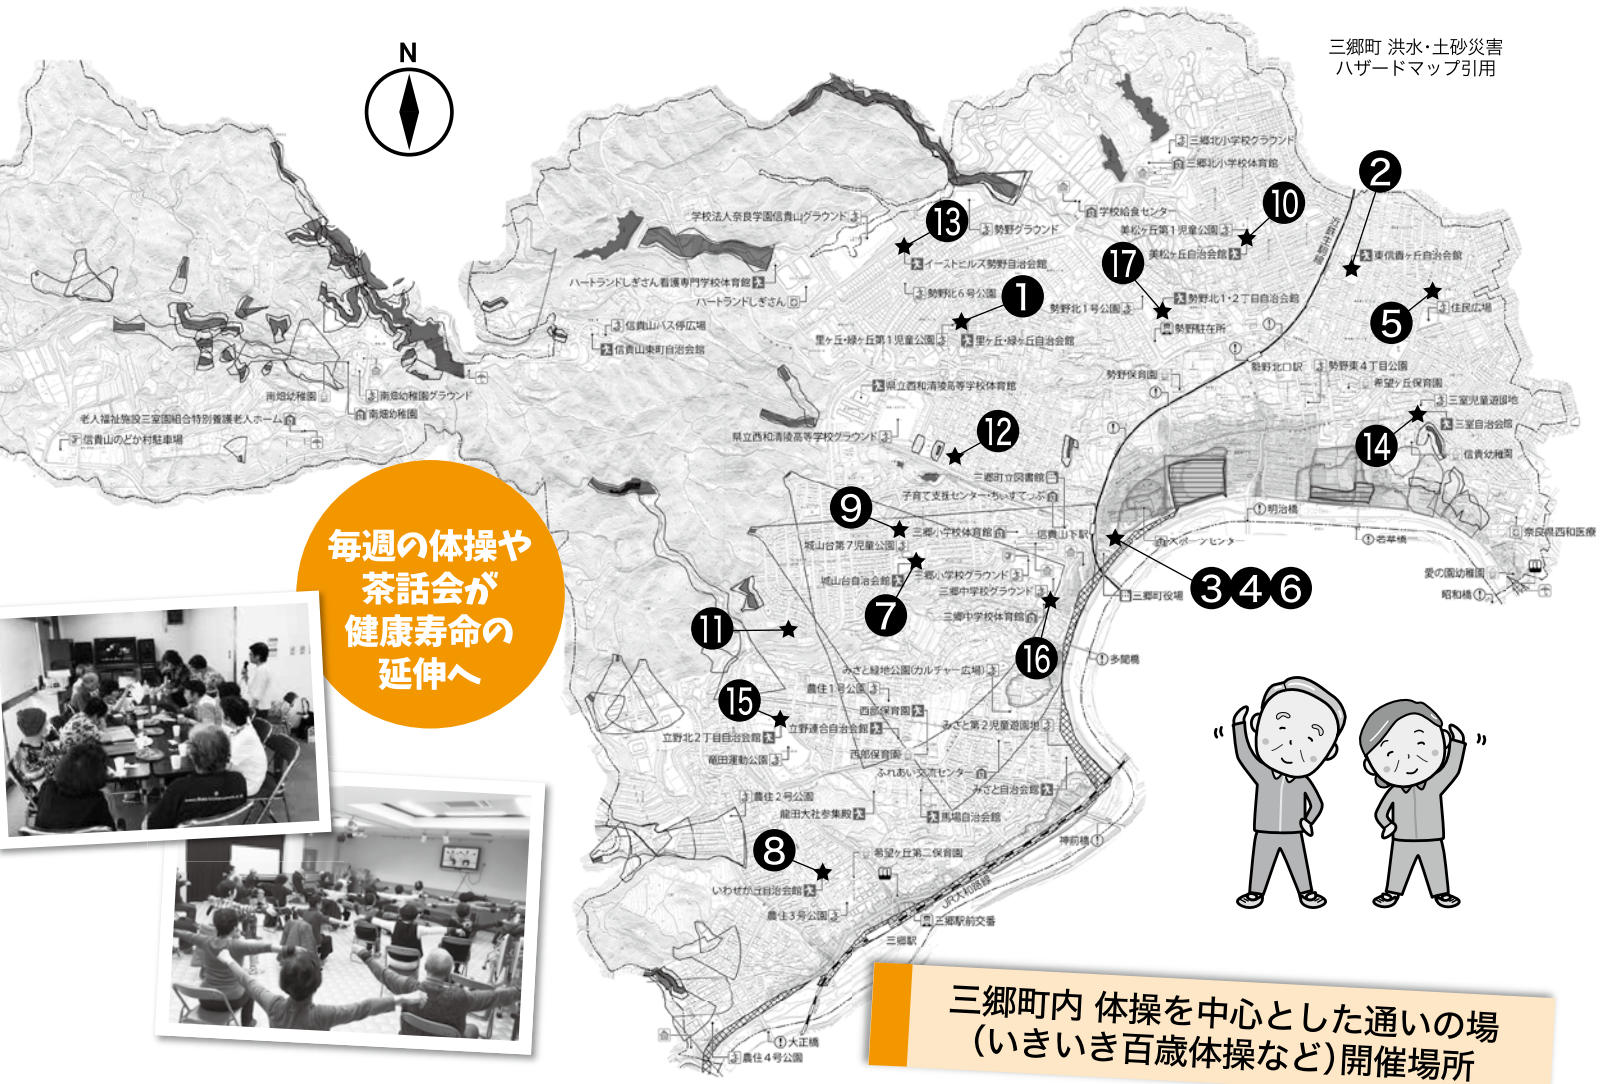 N
三郷町 洪水・土砂災害
ハザードマップ引用
三郷北小学校グラウンド
三郷北小学校体育館
学校給食センター
学校法人奈良学園信貴山グラウンド
勢野グラウンド
美松ヶ丘第1児童公園
美松ヶ丘自治会館
東信貴ヶ丘自治会館
イーストヒルズ勢野自治会館
ハートランドしぎさん看護専門学校体育館
ハートランドしぎさん
勢野北6号公園
勢野北1号公園
勢野北1・2丁目自治会館
住民広場
信貴山バス停広場
信貴山東町自治会館
里ヶ丘・緑ヶ丘第1児童公園
里ヶ丘・緑ヶ丘自治会館
勢野駐在所
勢野北口駅
勢野東4丁目公園
勢野保育園
希望ヶ丘保育園
県立西和清陵高等学校体育館
南畑幼稚園
南畑幼稚園グラウンド
南畑幼稚園
老人福祉施設三室園組合特別養護老人ホーム
信貴山のどか村駐車場
三室児童遊園地
三室自治会館
信貴幼稚園
県立西和清陵高等学校グラウンド
三郷町立図書館
子育て支援センター・ちいすてっぷ
三郷小学校体育館
信貴山下駅
城山台第7児童公園
スポーツセンター
明治橋
若草橋
奈良県西和医療
城山台自治会館
三郷小学校グラウンド
三郷中学校グラウンド
三郷中学校体育館
三郷町役場
愛の園幼稚園
昭和橋
多聞橋
みさと緑地公園(カルチャー広場)
農住1号公園
西部保育園
みさと第2児童遊園地
立野北2丁目自治会館
立野連合自治会館
竜田運動公園
西部保育園
ふれあい交流センター
みさと自治会館
農住2号公園
龍田大社参集殿
馬場自治会館
神前橋
希望ヶ丘第二保育園
いわせが丘自治会館
農住3号公園
JR大和路線
三郷駅前交番
三郷駅
大正橋
農住4号公園
13
10
2
17
1
5
12
14
9
7
3 4 6
11
16
15
8
毎週の体操や
茶話会が
健康寿命の
延伸へ
三郷町内 体操を中心とした通いの場
(いきいき百歳体操など)開催場所